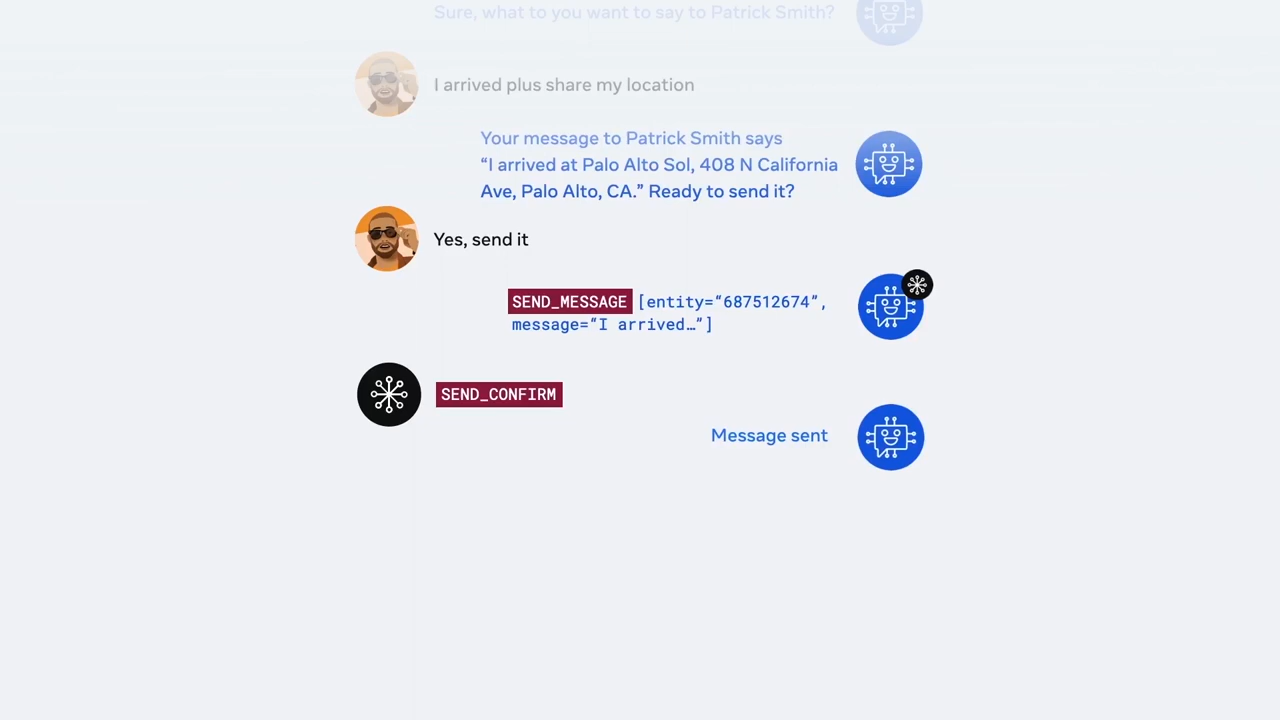 Sure, what to you want to say to Patrick Smith?
I arrived plus share my location
Your message to Patrick Smith says
“I arrived at Palo Alto Sol, 408 N California
Ave, Palo Alto, CA.” Ready to send it?
Yes, send it
SEND_MESSAGE [entity=“687512674”,
message=“I arrived…”]
SEND_CONFIRM
Message sent